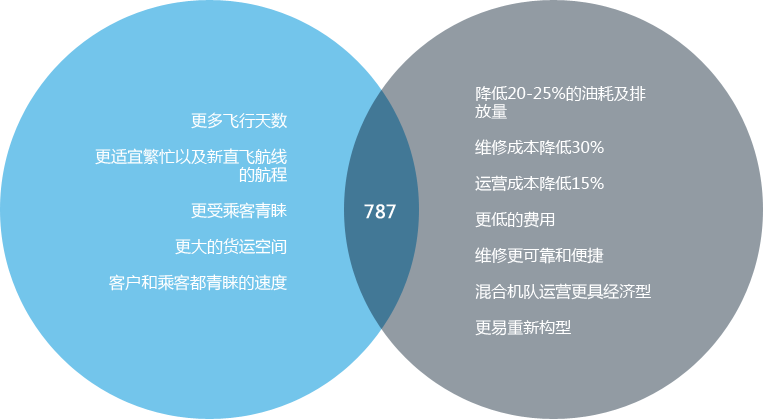 更多飞行天数
更适宜繁忙以及新直飞航线
的航程
更受乘客青睐
更大的货运空间
客户和乘客都青睐的速度
787
降低20-25%的油耗及排
放量
维修成本降低30%
运营成本降低15%
更低的费用
维修更可靠和便捷
混合机队运营更具经济型
更易重新构型